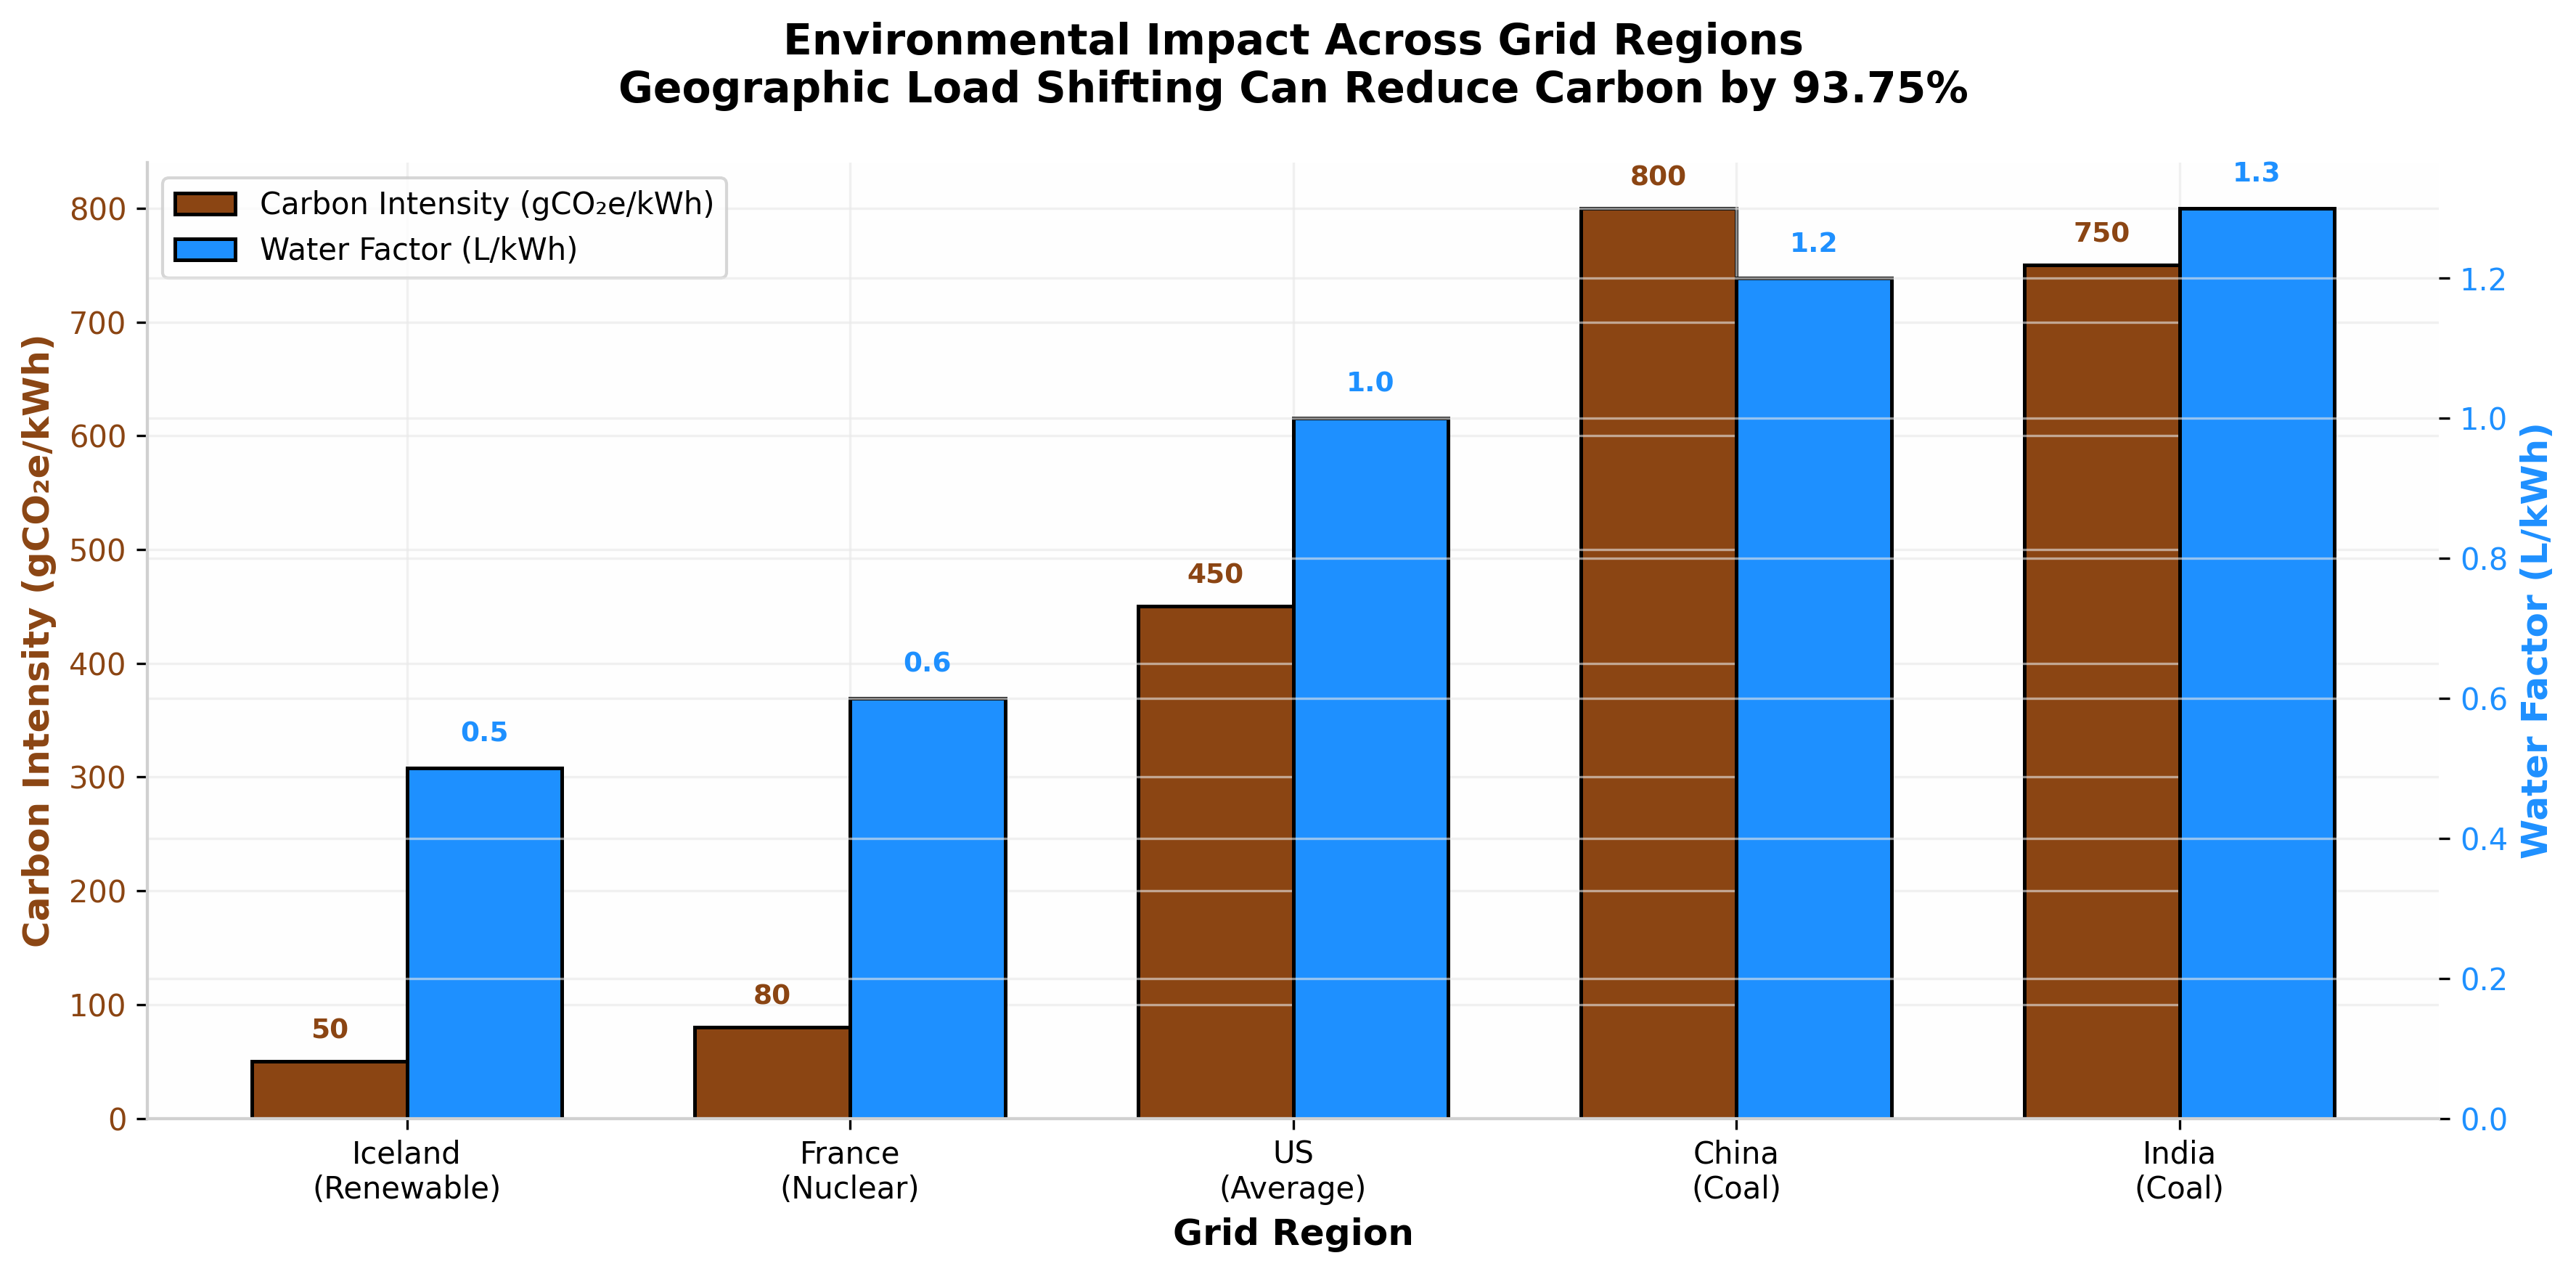 Environmental Impact Across Grid Regions
Geographic Load Shifting Can Reduce Carbon by 93.75%
Carbon Intensity (gCO₂e/kWh)
Water Factor (L/kWh)
Carbon Intensity (gCO₂e/kWh)
800
700
600
500
400
300
200
100
0
50
0.5
80
0.6
450
1.0
800
1.2
750
1.3
1.2
1.0
0.8
0.6
0.4
0.2
0.0
Water Factor (L/kWh)
Iceland
(Renewable)
France
(Nuclear)
US
(Average)
China
(Coal)
India
(Coal)
Grid Region